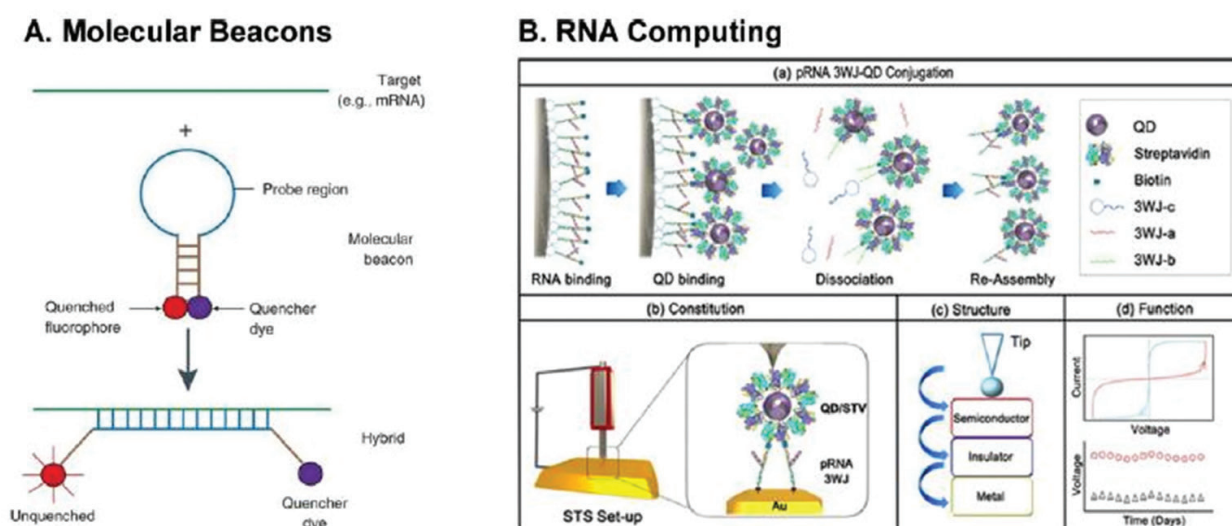 A. Molecular Beacons
Target
(e.g., mRNA)
+
Probe region
Molecular
beacon
Quenched
fluorophore
Quencher
dye
Hybrid
Unquenched
Quencher
dye
B. RNA Computing
(a) pRNA 3WJ-QD Conjugation
RNA binding
QD binding
Dissociation
Re-Assembly
QD
Streptavidin
Biotin
3WJ-c
3WJ-a
3WJ-b
(b) Constitution
STS Set-up
QD/STV
pRNA
3WJ
Au
(c) Structure
Tip
Semiconductor
Insulator
Metal
(d) Function
Current
Voltage
Voltage
Time (Days)